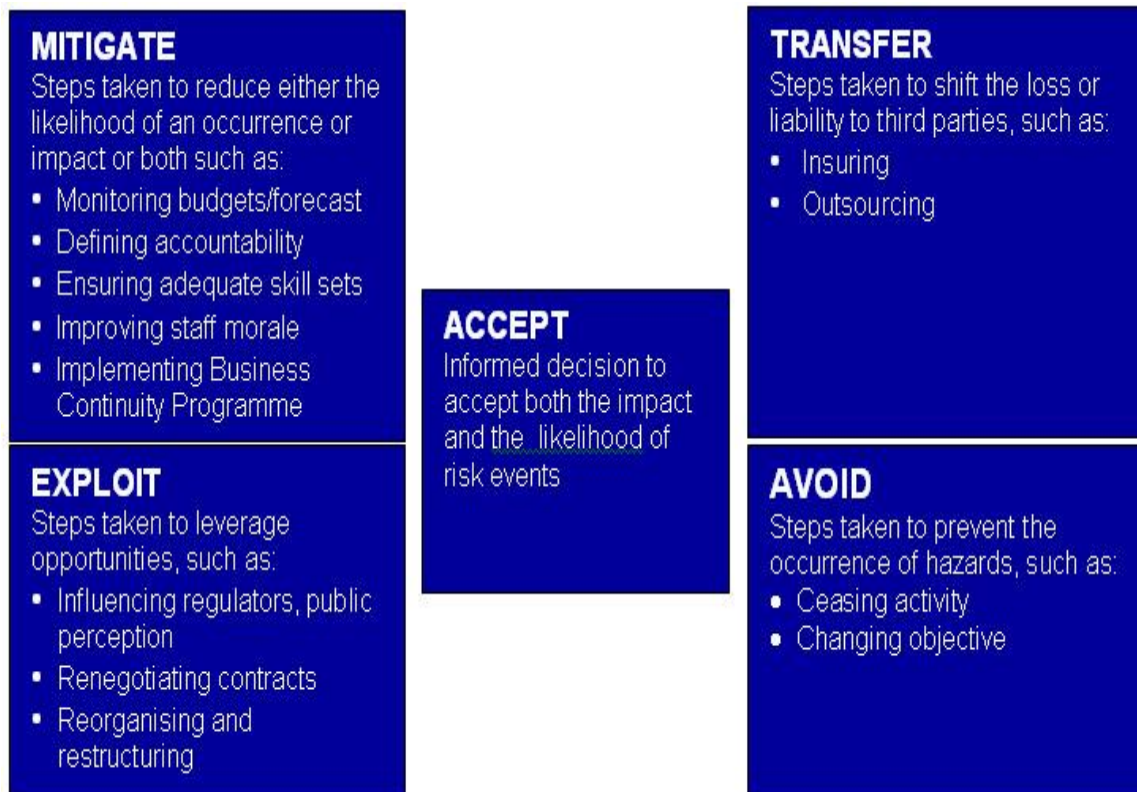 MITIGATE
Steps taken to reduce either the
likelihood of an occurrence or
impact or both such as:
• Monitoring budgets/forecast
• Defining accountability
• Ensuring adequate skill sets
• Improving staff morale
• Implementing Business
Continuity Programme
EXPLOIT
Steps taken to leverage
opportunities, such as:
• Influencing regulators, public
perception
• Renegotiating contracts
• Reorganising and
restructuring
ACCEPT
Informed decision to
accept both the impact
and the likelihood of
risk events
TRANSFER
Steps taken to shift the loss or
liability to third parties, such as:
• Insuring
• Outsourcing
AVOID
Steps taken to prevent the
occurrence of hazards, such as:
• Ceasing activity
• Changing objective